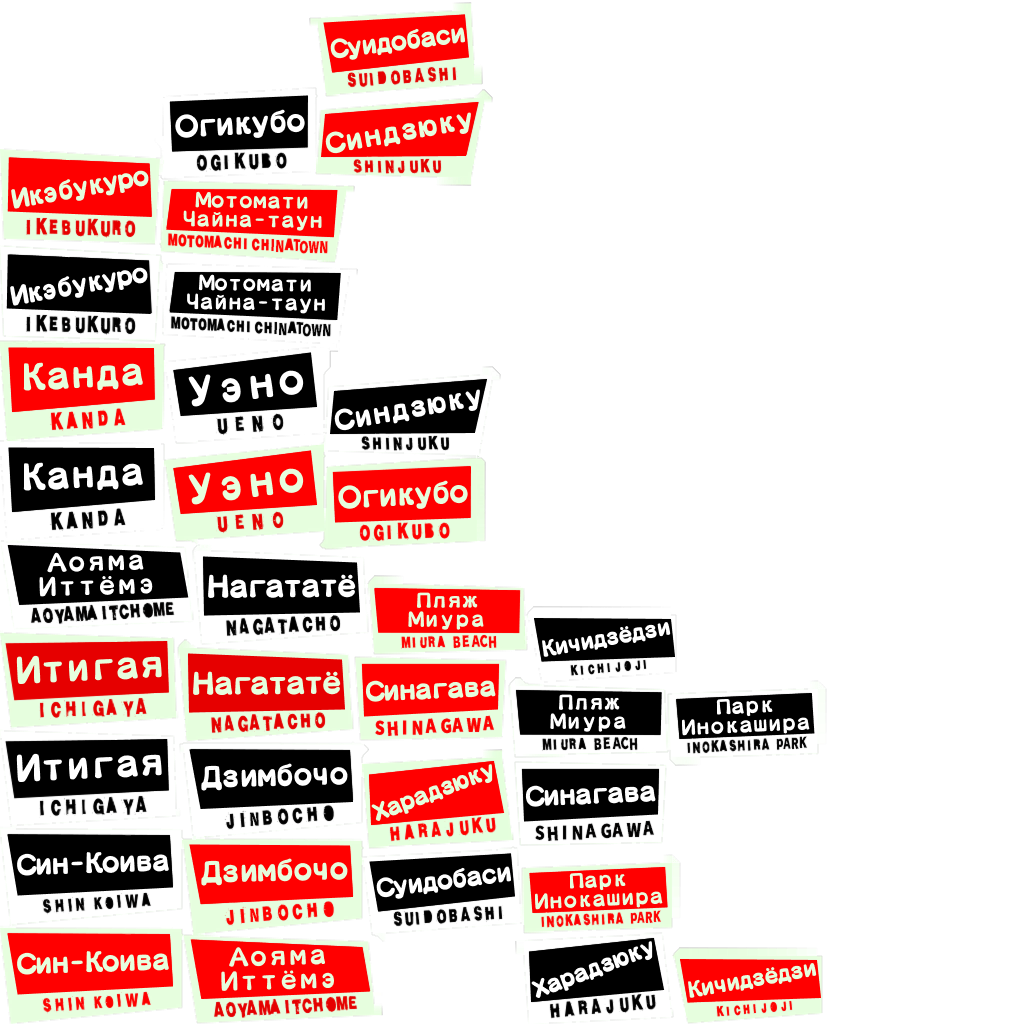 Суидобаси
SUIDOBASHI
Огикубо
OGIKUBO
Синдзюку
SHINJUKU
Икэбукуро
IKEBUKURO
Мотомати
Чайна-таун
MOTOMACHI CHINATOWN
Икэбукуро
IKEBUKURO
Мотомати
Чайна-таун
MOTOMACHI CHINATOWN
Канда
KANDA
Уэно
UENO
Синдзюку
SHINJUKU
Канда
KANDA
Уэно
UENO
Огикубо
OGIKUBO
Аояма
Иттёмэ
AOYAMA ITCHOME
Нагататё
NAGATACHO
Пляж
Миура
MIURA BEACH
Кичидзёдзи
KICHIJOJI
Итигая
ICHIGAYA
Нагататё
NAGATACHO
Синагава
SHINAGAWA
Пляж
Миура
MIURA BEACH
Парк
Инокашира
INOKASHIRA PARK
Итигая
ICHIGAYA
Дзимбочо
JINBOCHO
Харадзюку
HARAJUKU
Синагава
SHINAGAWA
Син-Коива
SHIN KOIWA
Дзимбочо
JINBOCHO
Суидобаси
SUIDOBASHI
Парк
Инокашира
INOKASHIRA PARK
Син-Коива
SHIN KOIWA
Аояма
Иттёмэ
AOYAMA ITCHOME
Харадзюку
HARAJUKU
Кичидзёдзи
KICHIJOJI